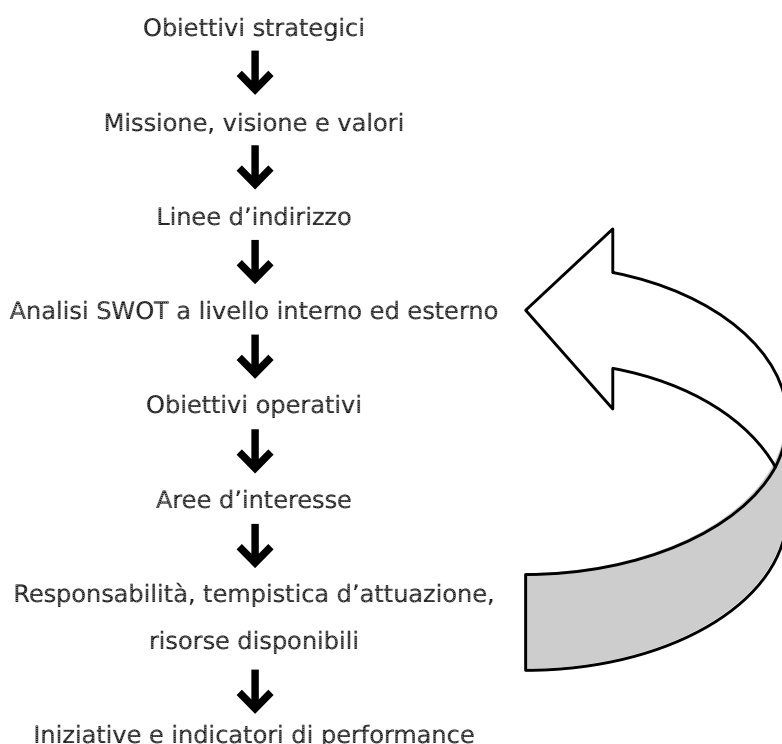 Obiettivi strategici
Missione, visione e valori
Linee d’indirizzo
Analisi SWOT a livello interno ed esterno
Obiettivi operativi
Aree d’interesse
Responsabilità, tempistica d’attuazione,
risorse disponibili
Iniziative e indicatori di performance